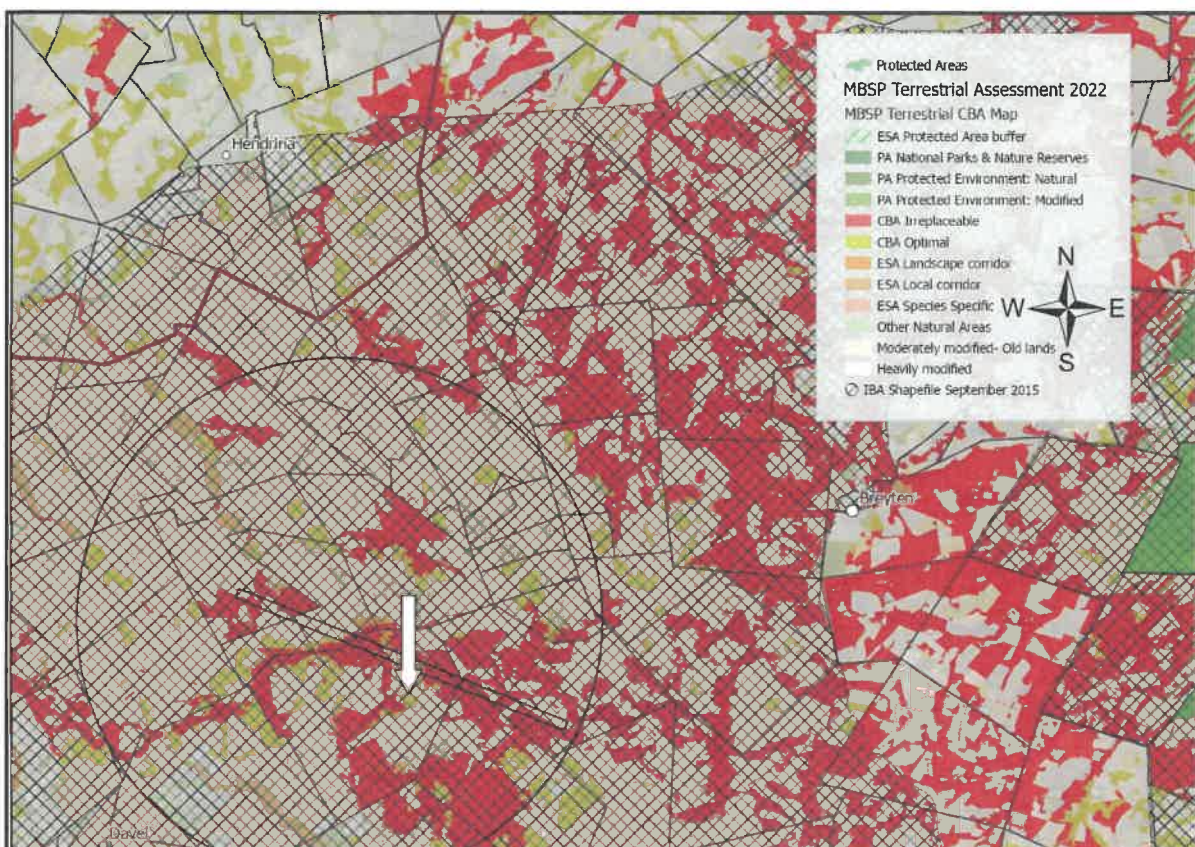 Hendrina
Protected Areas
MBSP Terrestrial Assessment 2022
MBSP Terrestrial CBA Map
ESA Protected Area buffer
PA National Parks & Nature Reserves
PA Protected Environment: Natural
PA Protected Environment: Modified
CBA Irreplaceable
CBA Optimal
ESA Landscape corridor
ESA Local corridor
ESA Species Specific
Other Natural Areas
Moderately modified- Old lands
Heavily modified
IBA Shapefile September 2015
N
W E
S
Breyten
Davel